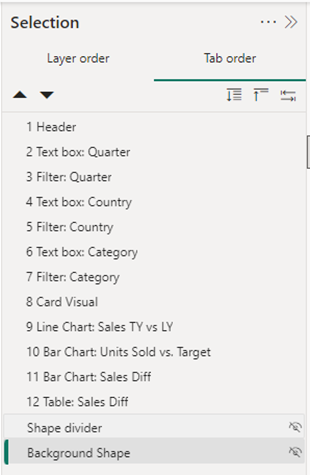 Selection
Layer order
Tab order
1 Header
2 Text box: Quarter
3 Filter: Quarter
4 Text box: Country
5 Filter: Country
6 Text box: Category
7 Filter: Category
8 Card Visual
9 Line Chart: Sales TY vs LY
10 Bar Chart: Units Sold vs. Target
11 Bar Chart: Sales Diff
12 Table: Sales Diff
Shape divider
Background Shape